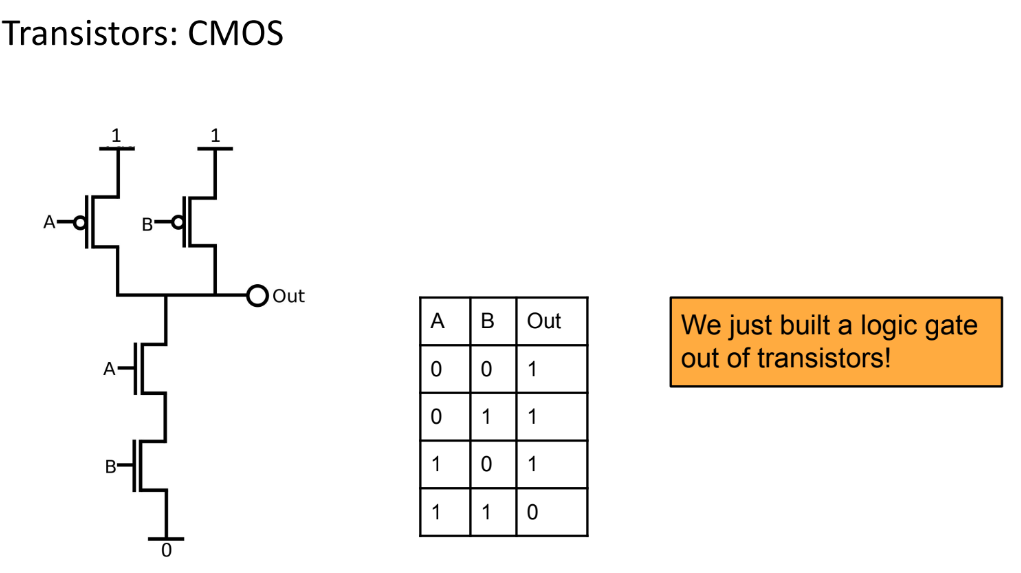 Transistors: CMOS
1 1
A B
Out
A
B
0
A B Out
0 0 1
0 1 1
1 0 1
1 1 0
We just built a logic gate
out of transistors!